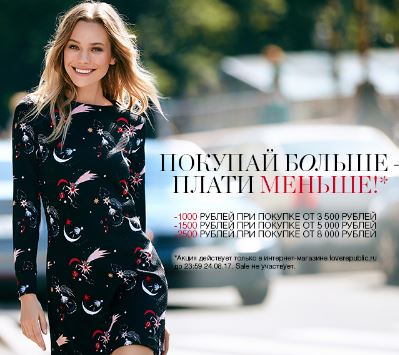 ПОКУПАЙ БОЛЬШЕ -
ПЛАТИ МЕНЬШЕ!*
-1000 РУБЛЕЙ ПРИ ПОКУПКЕ ОТ 3 500 РУБЛЕЙ
-1500 РУБЛЕЙ ПРИ ПОКУПКЕ ОТ 5 000 РУБЛЕЙ
-2500 РУБЛЕЙ ПРИ ПОКУПКЕ ОТ 8 000 РУБЛЕЙ
*Акция действует только в интернет-магазине loverepublic.ru
до 23:59 24.08.17. Sale не участвует.